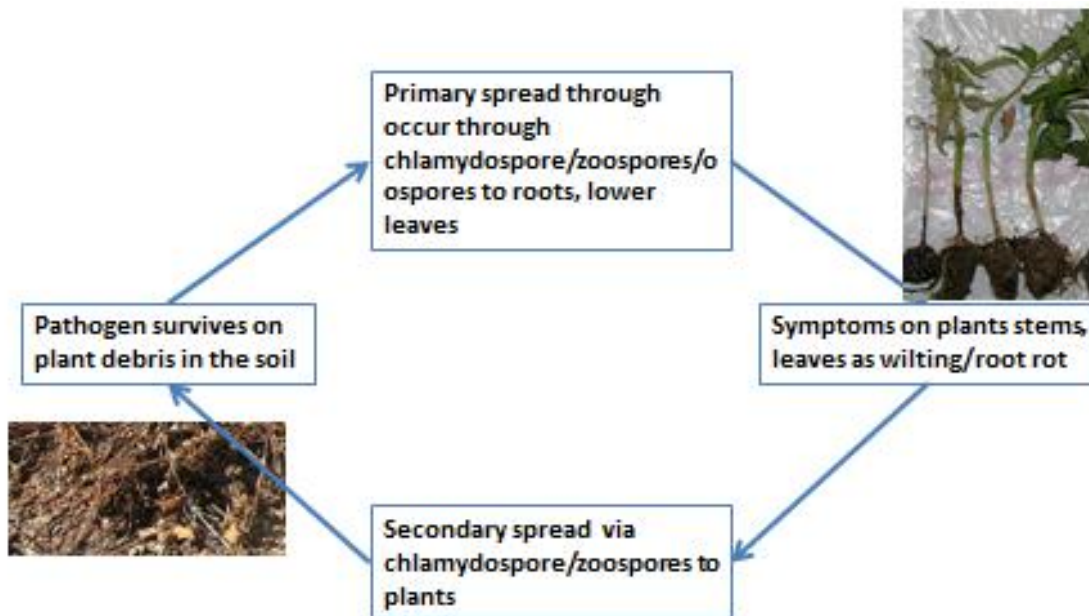 Primary spread through
occur through
chlamydospore/zoospores/o
ospores to roots, lower
leaves
Pathogen survives on
plant debris in the soil
Symptoms on plants stems,
leaves as wilting/root rot
Secondary spread via
chlamydospore/zoospores to
plants